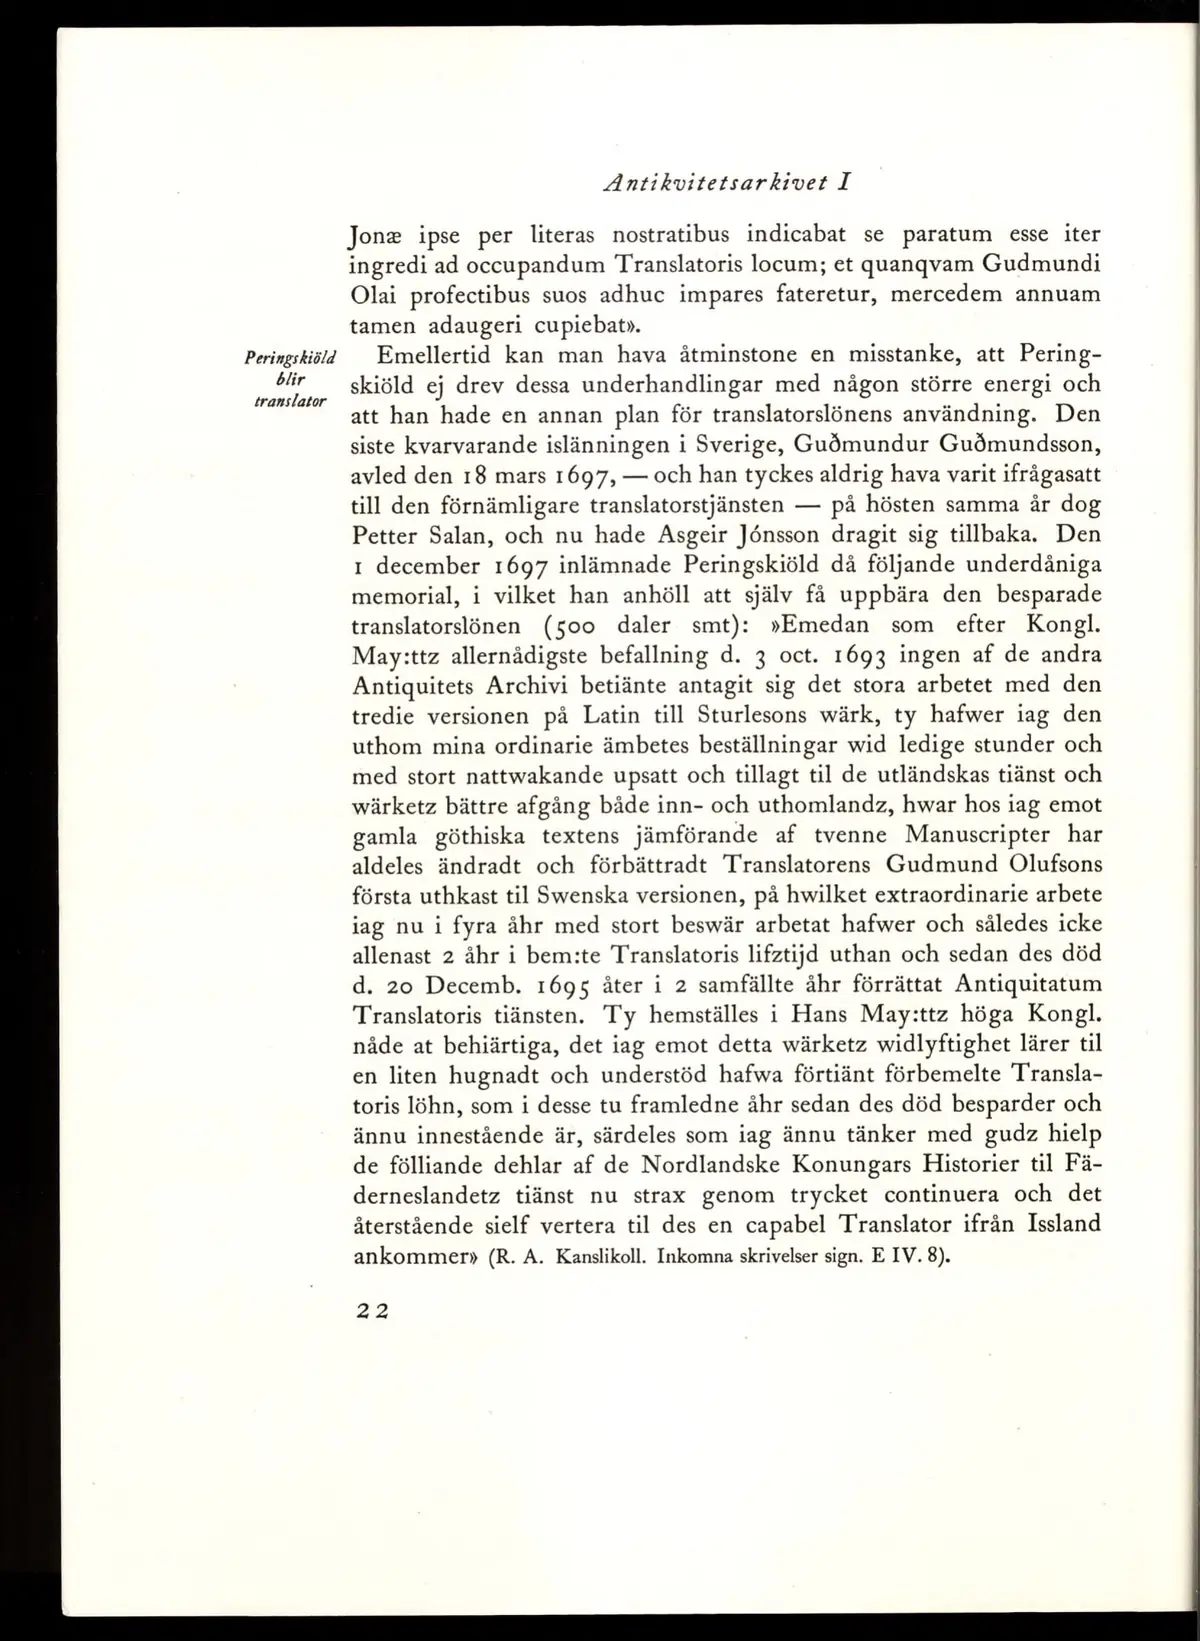 Antikvitetsarkivet I
Jonæ ipse per literas nostratibus indicabat se paratum esse iter
ingredi ad occupandum Translatoris locum; et quanqvam Gudmundi
Olai profectibus suos adhuc impares fateretur, mercedem annuam
tamen adaugeri cupiebat».
Peringskiöld
blir
translator
Emellertid kan man hava åtminstone en misstanke, att Pering-
skiöld ej drev dessa underhandlingar med någon större energi och
att han hade en annan plan för translatorslönens användning. Den
siste kvarvarande islänningen i Sverige, Guðmundur Guðmundsson,
avled den 18 mars 1697, — och han tyckes aldrig hava varit ifrågasatt
till den förnämligare translatorstjänsten — på hösten samma år dog
Petter Salan, och nu hade Asgeir Jónsson dragit sig tillbaka. Den
1 december 1697 inlämnade Peringskiöld då följande underdåniga
memorial, i vilket han anhöll att själv få uppbära den besparade
translatorslönen (500 daler smt): »Emedan som efter Kongl.
May:ttz allernådigste befallning d. 3 oct. 1693 ingen af de andra
Antiquitets Archivi betiänte antagit sig det stora arbetet med den
tredie versionen på Latin till Sturlesons wärk, ty hafwer iag den
uthom mina ordinarie ämbetes beställningar wid ledige stunder och
med stort nattwakande upsatt och tillagt til de utländskas tiänst och
wärketz bättre afgång både inn- och uthomlandz, hwar hos iag emot
gamla göthiska textens jämförande af tvenne Manuscripter har
aldeles ändradt och förbättradt Translatorens Gudmund Olufsons
första uthkast til Swenska versionen, på hwilket extraordinarie arbete
iag nu i fyra åhr med stort beswär arbetat hafwer och således icke
allenast 2 åhr i bem:te Translatoris lifztijd uthan och sedan des död
d. 20 Decemb. 1695 åter i 2 samfällte åhr förrättat Antiquitatum
Translatoris tiänsten. Ty hemställes i Hans May:ttz höga Kongl.
nåde at behiärtiga, det iag emot detta wärketz widlyftighet lärer til
en liten hugnadt och understöd hafwa förtiänt förbemelte Transla-
toris löhn, som i desse tu framledne åhr sedan des död besparder och
ännu innestående är, särdeles som iag ännu tänker med gudz hielp
de fölliande dehlar af de Nordlandske Konungars Historier til Fä-
derneslandetz tiänst nu strax genom trycket continuera och det
återstående sielf vertera til des en capabel Translator ifrån Issland
ankommer» (R. A. Kanslikoll. Inkomna skrivelser sign. E IV. 8).
22